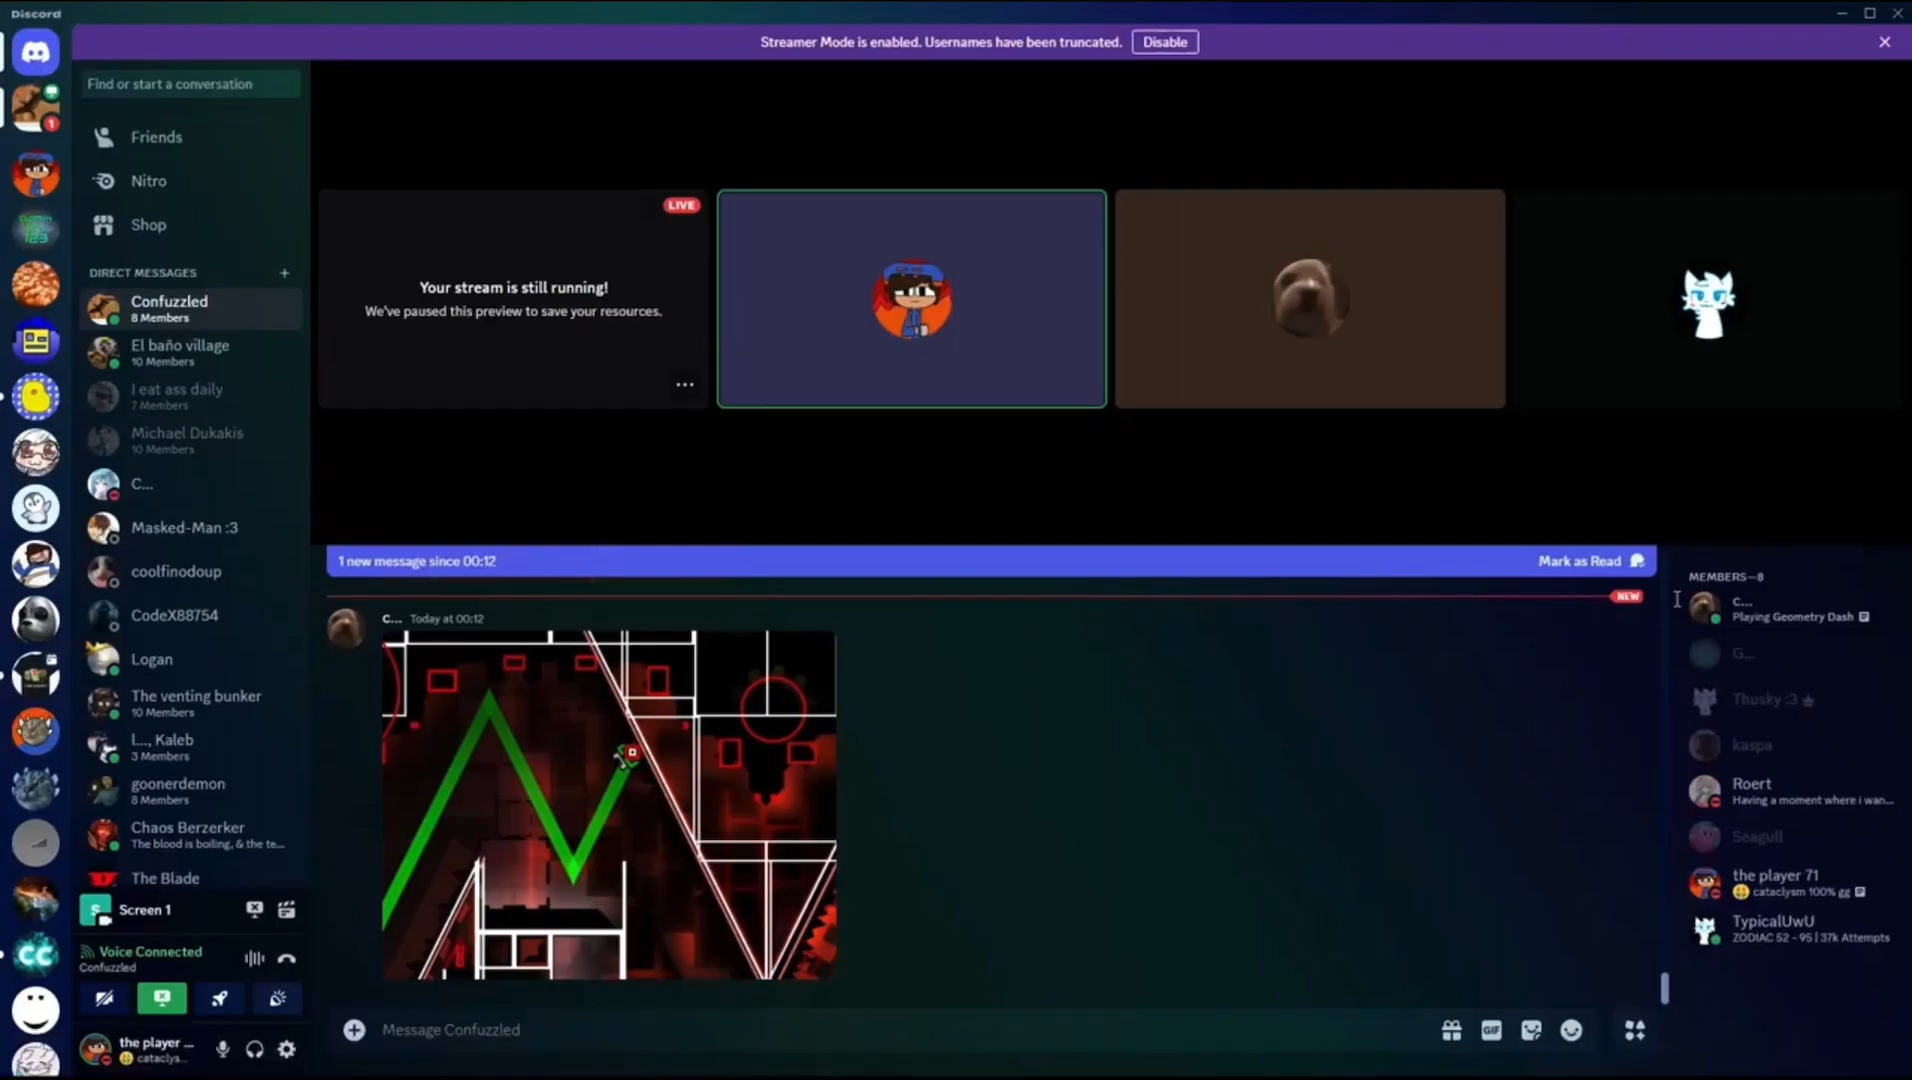 Discord
Streamer Mode is enabled. Usernames have been truncated.
Disable
Find or start a conversation
Friends
Nitro
Shop
DIRECT MESSAGES
Confuzzled
8 Members
El baño village
10 Members
I eat ass daily
7 Members
Michael Dukakis
10 Members
C...
Masked-Man :3
coolfinodoup
CodeX88754
Logan
The venting bunker
10 Members
l..., Kaleb
3 Members
goonerdemon
8 Members
Chaos Berzerker
The blood is boiling, & the te...
The Blade
S
Screen 1
Voice Connected
Confuzzled
the player ...
cataclys...
1
CC
LIVE
Your stream is still running!
We've paused this preview to save your resources.
1 new message since 00:12
Mark as Read
NEW
C... Today at 00:12
Message Confuzzled
GIF
MEMBERS—8
C...
Playing Geometry Dash
G...
Thusky :3
kaspa
Roert
Having a moment where i wan...
Seagull
the player 71
cataclysm 100% gg
TypicalUwU
ZODIAC 52 - 95 | 37k Attempts